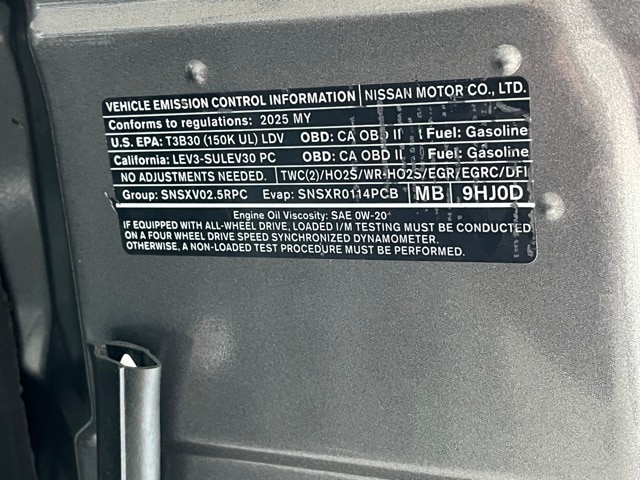 VEHICLE EMISSION CONTROL INFORMATION NISSAN MOTOR CO., LTD.
Conforms to regulations: 2025 MY
U.S. EPA: T3B30 (150K UL) LDV OBD: CA OBD II Fuel: Gasoline
California: LEV3-SULEV30 PC OBD: CA OBD II Fuel: Gasoline
NO ADJUSTMENTS NEEDED. TWC(2)/HO2S/WR-HO2S/EGR/EGRC/DFI
Group: SNSXV02.5RPC Evap: SNSXR0114PCB MB 9HJ0D
Engine Oil Viscosity: SAE 0W-20
IF EQUIPPED WITH ALL-WHEEL DRIVE, LOADED I/M TESTING MUST BE CONDUCTED
ON A FOUR WHEEL DRIVE SPEED SYNCHRONIZED DYNAMOMETER.
OTHERWISE, A NON-LOADED TEST PROCEDURE MUST BE PERFORMED.